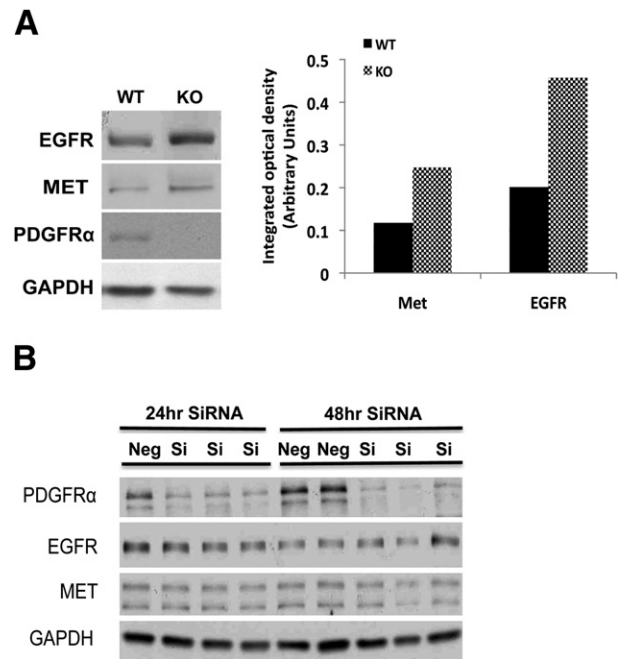 A
WT KO
EGFR
MET
PDGFRα
GAPDH
Integrated optical density
(Arbitrary Units)
0.5
0.4
0.3
0.2
0.1
0
WT
KO
Met EGFR
B
24hr SiRNA 48hr SiRNA
Neg Si Si Si Neg Neg Si Si Si
PDGFRα
EGFR
MET
GAPDH